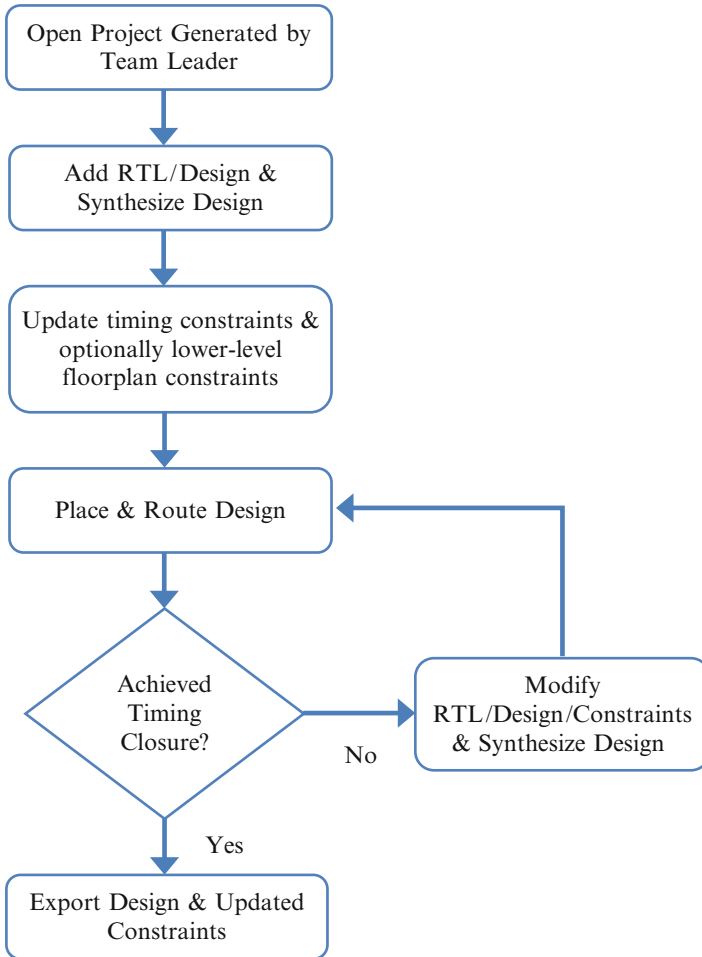 Open Project Generated by
Team Leader
Add RTL/Design &
Synthesize Design
Update timing constraints &
optionally lower-level
floorplan constraints
Place & Route Design
Achieved
Timing
Closure?
No
Modify
RTL/Design/Constraints
& Synthesize Design
Yes
Export Design & Updated
Constraints